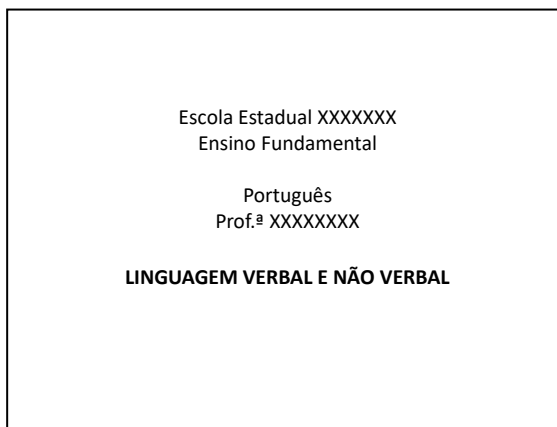 Escola Estadual XXXXXXX
Ensino Fundamental
Português
Prof.ª XXXXXXXX
LINGUAGEM VERBAL E NÃO VERBAL